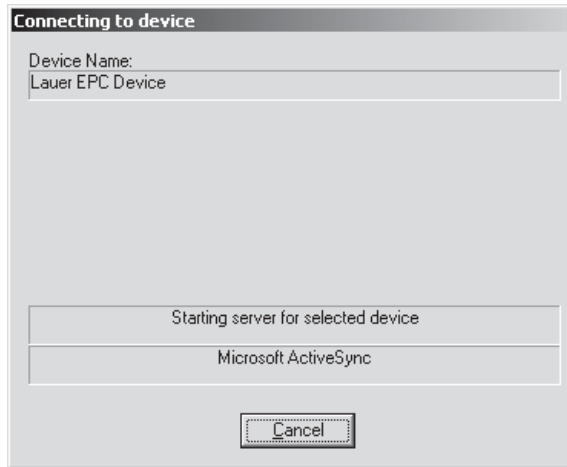 Connecting to device
Device Name:
Lauer EPC Device
Starting server for selected device
Microsoft ActiveSync
Cancel